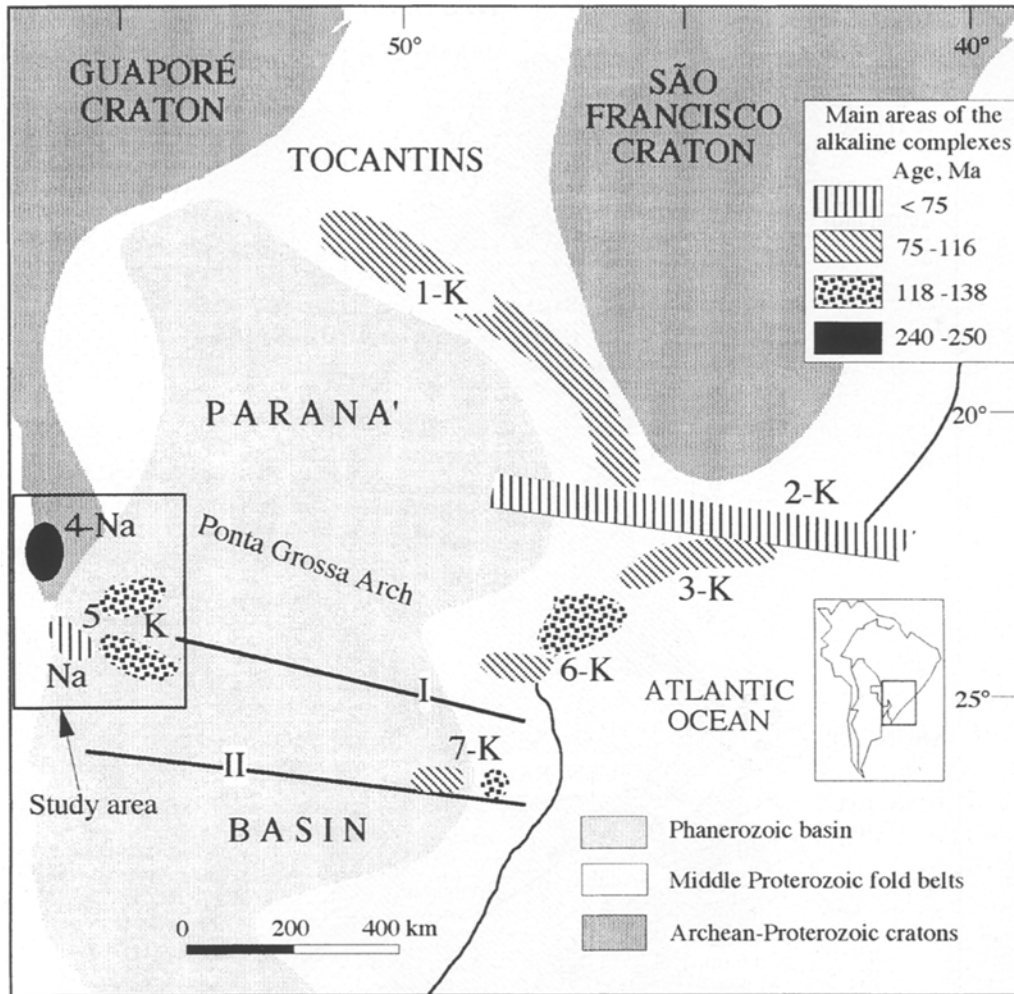 50°
40°
GUAPORÉ
CRATON
SÃO
FRANCISCO
CRATON
TOCANTINS
Main areas of the
alkaline complexes
Age, Ma
< 75
75 -116
118 -138
240 -250
1-K
PARANA'
20°
2-K
4-Na
Ponta Grossa Arch
3-K
5
K
Na
6-K
ATLANTIC
OCEAN
25°
I
7-K
II
Study area
BASIN
Phanerozoic basin
Middle Proterozoic fold belts
Archean-Proterozoic cratons
0 200 400 km